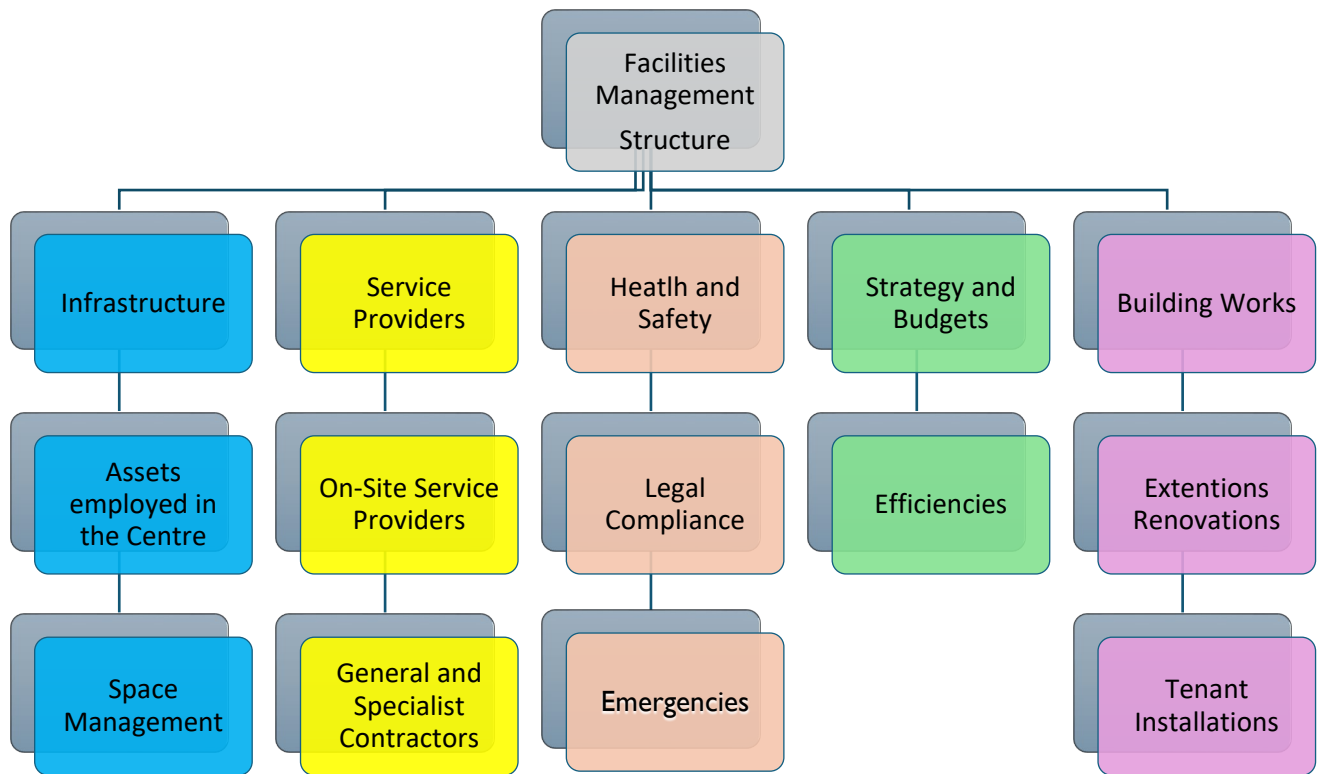 Facilities
Management
Structure
Infrastructure
Service
Providers
Heatlh and
Safety
Strategy and
Budgets
Building Works
Assets
employed in
the Centre
On-Site Service
Providers
Legal
Compliance
Efficiencies
Extentions
Renovations
Space
Management
General and
Specialist
Contractors
Emergencies
Tenant
Installations